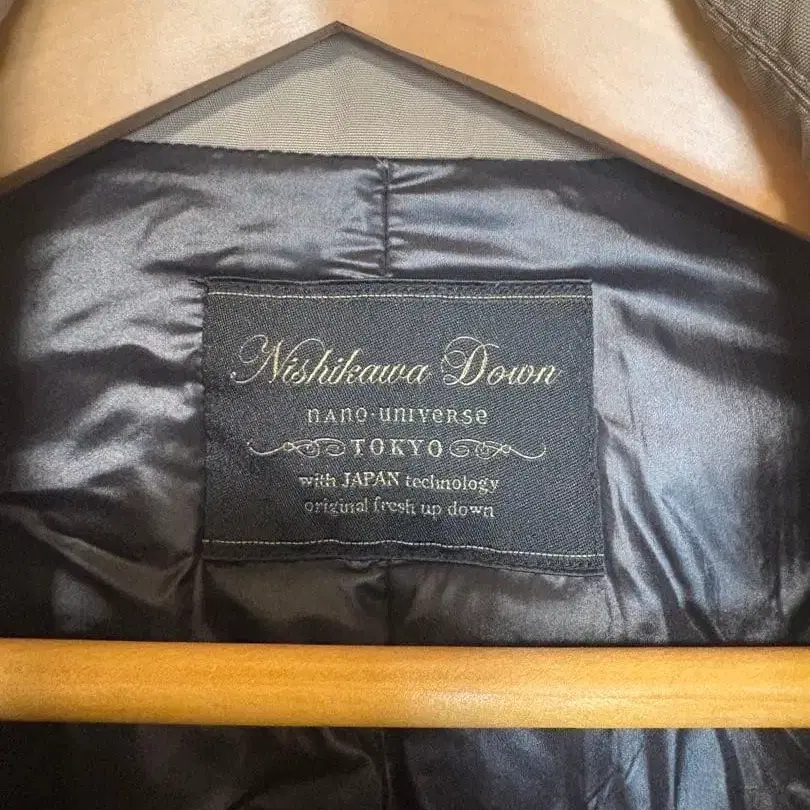 Nishikawa Down
nano·universe
TOKYO
with JAPAN technology
original fresh up down